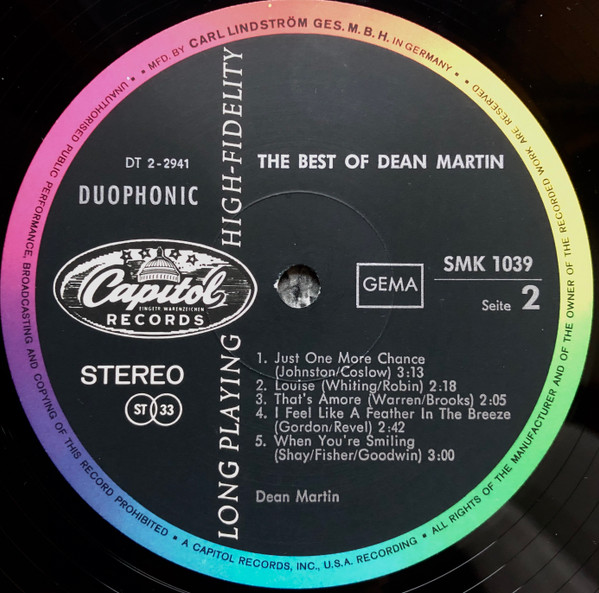 MFD. BY CARL LINDSTRÖM GES. M. B. H. IN GERMANY • • ALL RIGHTS OF THE MANUFACTURER AND OF THE OWNER OF THE RECORDED WORK ARE RESERVED
UNAUTHORISED PUBLIC PERFORMANCE, BROADCASTING AND COPYING OF THIS RECORD PROHIBITED • A CAPITOL RECORDS, INC., U.S.A. RECORDING •
LONG PLAYING HIGH-FIDELITY
DT 2-2941
DUOPHONIC
THE BEST OF DEAN MARTIN
Capitol
EINGETR. WARENZEICHEN
RECORDS
GEMA
SMK 1039
Seite 2
STEREO
ST 33
1. Just One More Chance
(Johnston/Coslow) 3:13
2. Louise (Whiting/Robin) 2:18
3. That's Amore (Warren/Brooks) 2:05
4. I Feel Like A Feather In The Breeze
(Gordon/Revel) 2:42
5. When You're Smiling
(Shay/Fisher/Goodwin) 3:00
Dean Martin